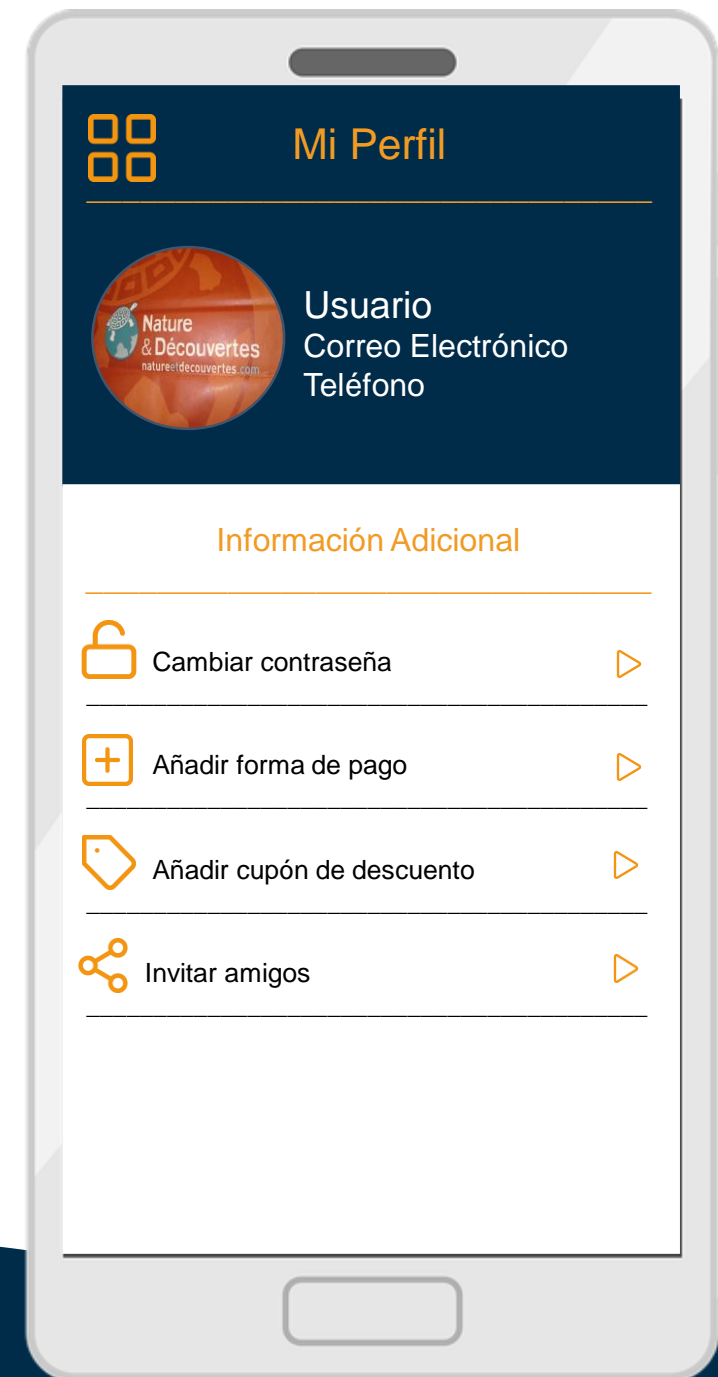 Mi Perfil
Nature
& Découvertes
natureetdecouvertes.com
Usuario
Correo Electrónico
Teléfono
Información Adicional
Cambiar contraseña
Añadir forma de pago
Añadir cupón de descuento
Invitar amigos